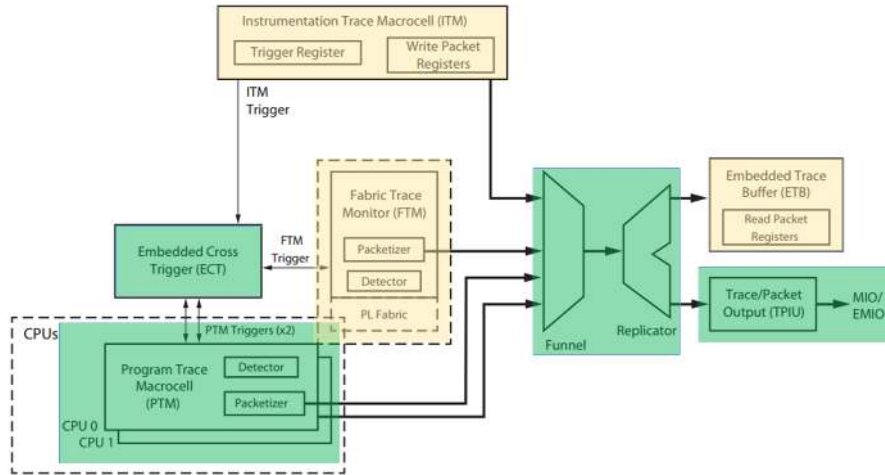 Instrumentation Trace Macrocell (ITM)
Trigger Register
Write Packet
Registers
ITM
Trigger
Fabric Trace
Monitor (FTM)
Packetizer
Detector
PL Fabric
Embedded Cross
Trigger (ECT)
FTM
Trigger
Embedded Trace
Buffer (ETB)
Read Packet
Registers
Trace/Packet
Output (TPIU)
MIO/
EMIO
Replicator
Funnel
PTM Triggers (x2)
CPUs
Program Trace
Macrocell
(PTM)
Detector
Packetizer
CPU 0
CPU 1